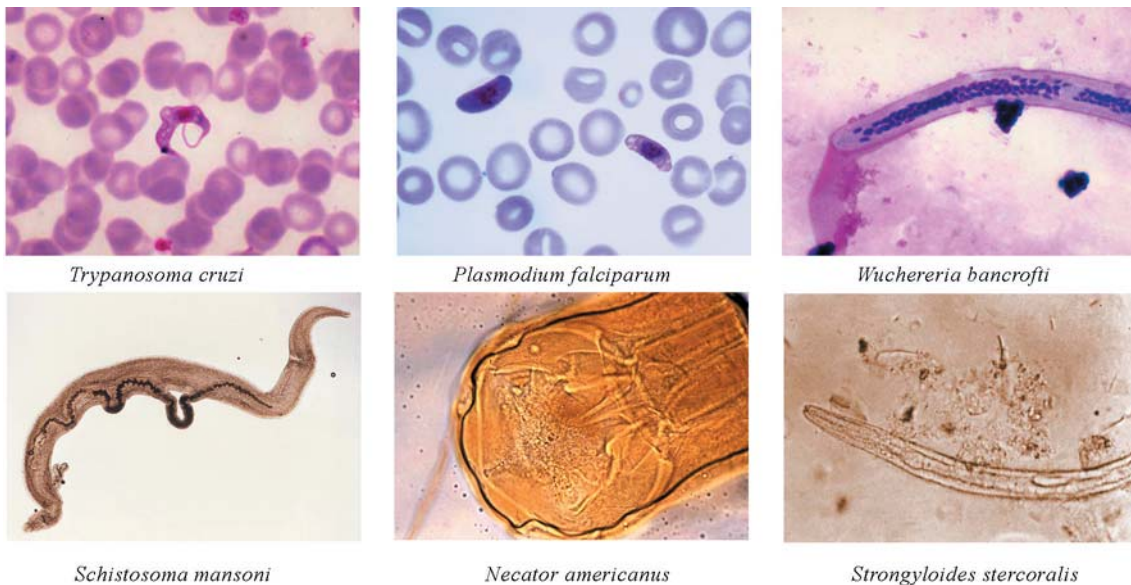 Trypanosoma cruzi
Plasmodium falciparum
Wuchereria bancrofti
Schistosoma mansoni
Necator americanus
Strongyloides stercoralis